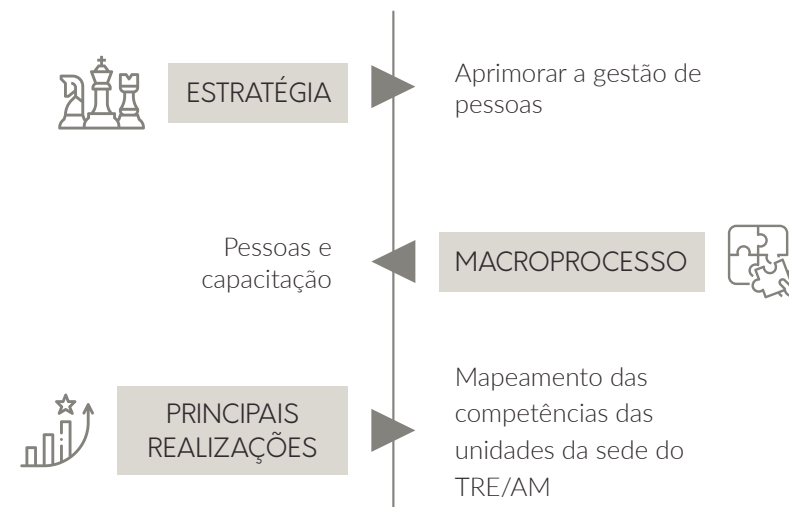 ESTRATÉGIA
Aprimorar a gestão de
pessoas
Pessoas e
capacitação
MACROPROCESSO
PRINCIPAIS
REALIZAÇÕES
Mapeamento das
competências das
unidades da sede do
TRE/AM